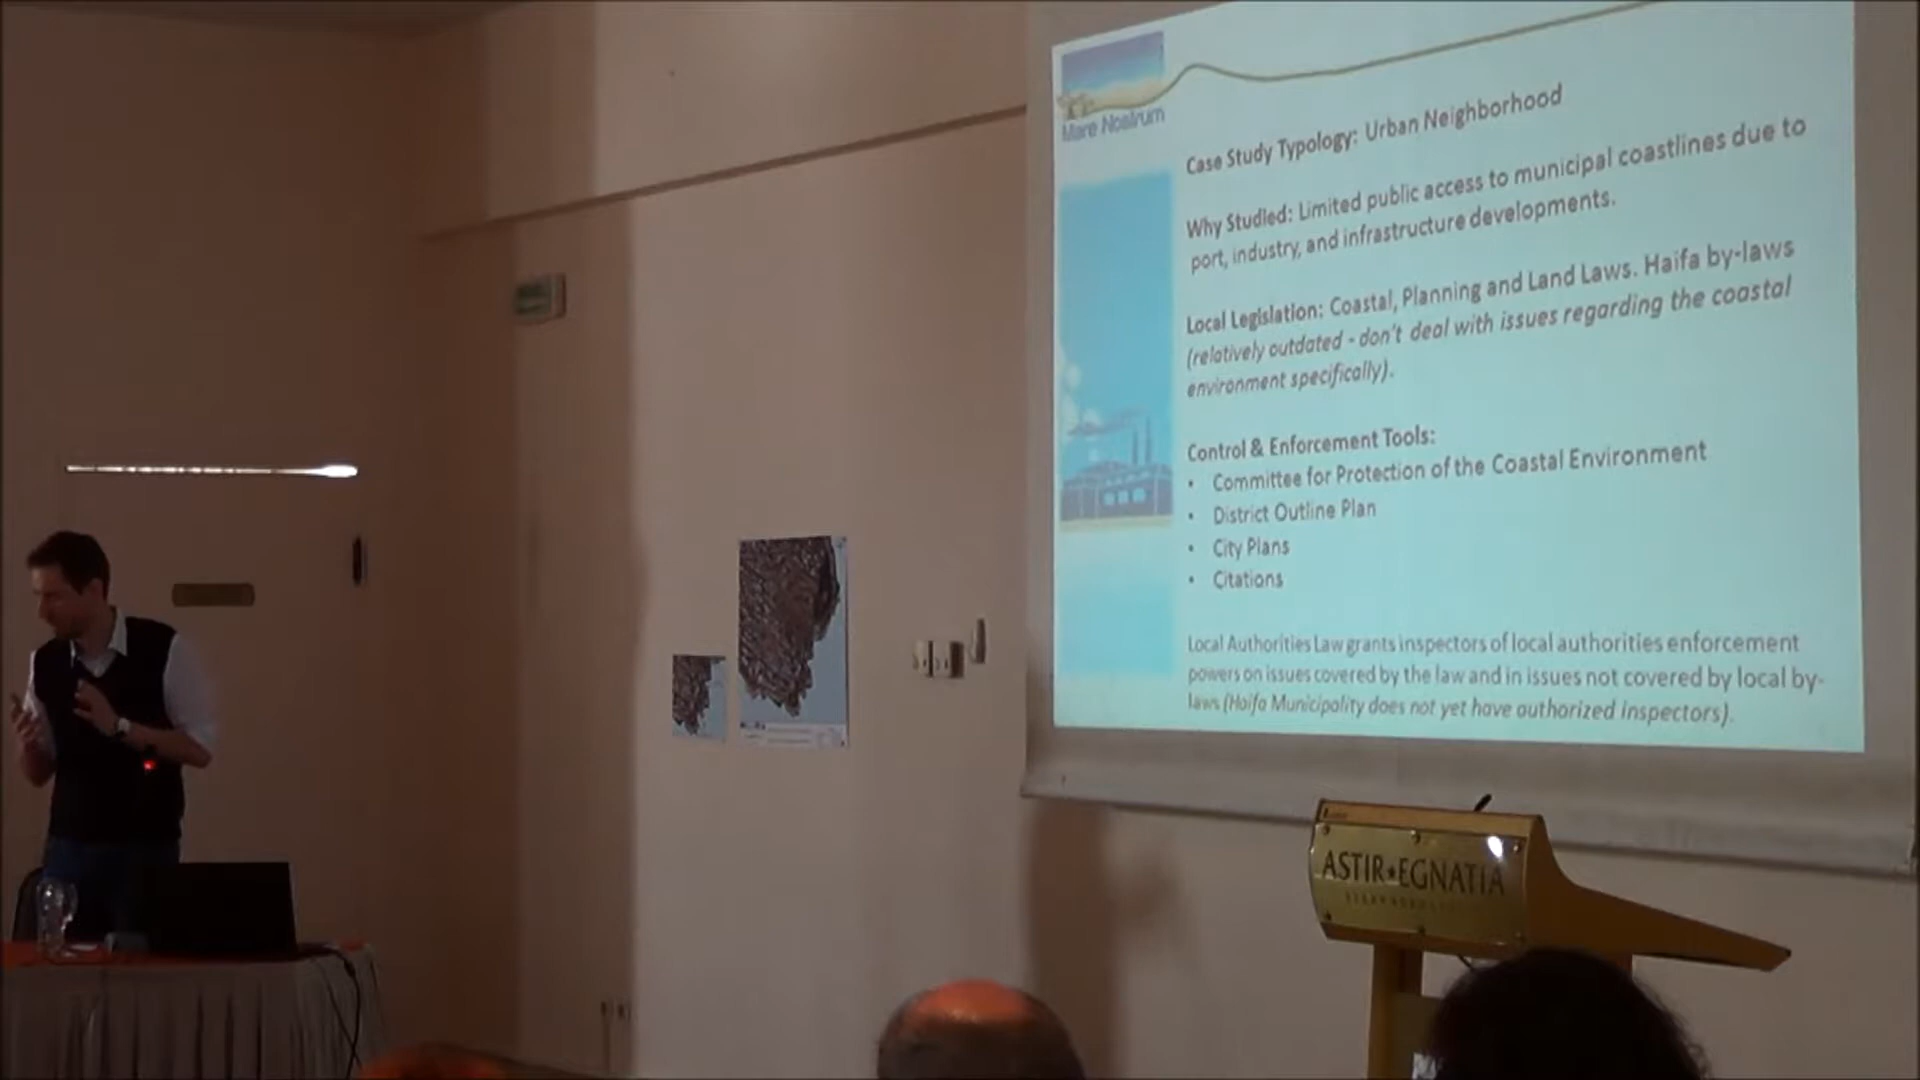 Mare Nostrum
Case Study Typology: Urban Neighborhood
Why Studied: Limited public access to municipal coastlines due to
port, industry, and infrastructure developments.
Local Legislation: Coastal, Planning and Land Laws. Haifa by-laws
(relatively outdated - don't deal with issues regarding the coastal
environment specifically).
Control & Enforcement Tools:
• Committee for Protection of the Coastal Environment
• District Outline Plan
• City Plans
• Citations
Local Authorities Law grants inspectors of local authorities enforcement
powers on issues covered by the law and in issues not covered by local by-
laws (Haifa Municipality does not yet have authorized inspectors).
ASTIR★EGNATIA